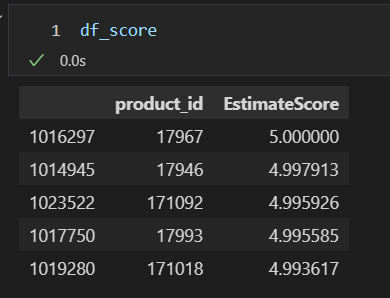 1 df_score
0.0s
product_id EstimateScore
1016297 17967 5.000000
1014945 17946 4.997913
1023522 171092 4.995926
1017750 17993 4.995585
1019280 171018 4.993617